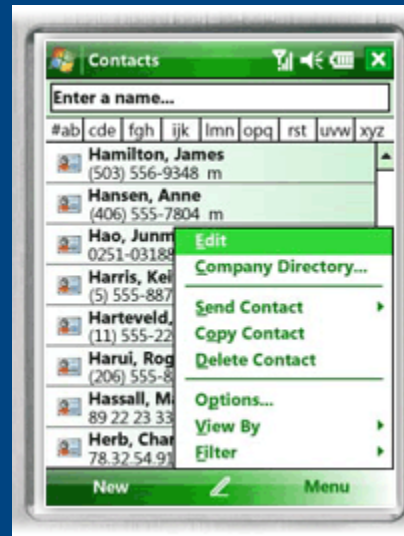 Contacts
Enter a name...
#ab cde fgh ijk lmn opq rst uvw xyz
Hamilton, James
(503) 556-9348 m
Hansen, Anne
(406) 555-7804 m
Hao, Junm
0251-03188
Harris, Kei
(5) 555-887
Harteveld,
(11) 555-22
Harui, Rog
(206) 555-8
Hassall, M
89 22 23 33
Herb, Char
78.32.54.91
Edit
Company Directory...
Send Contact
Copy Contact
Delete Contact
Options...
View By
Filter
New Menu